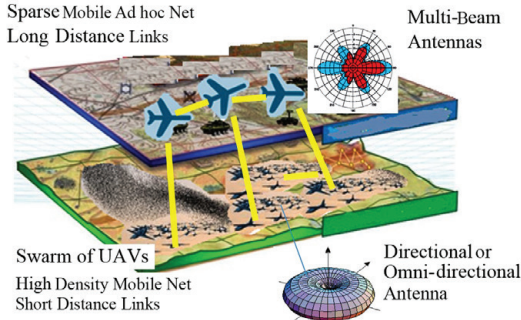 Sparse Mobile Ad hoc Net
Long Distance Links
Multi-Beam
Antennas
Swarm of UAVs
High Density Mobile Net
Short Distance Links
Directional or
Omni-directional
Antenna